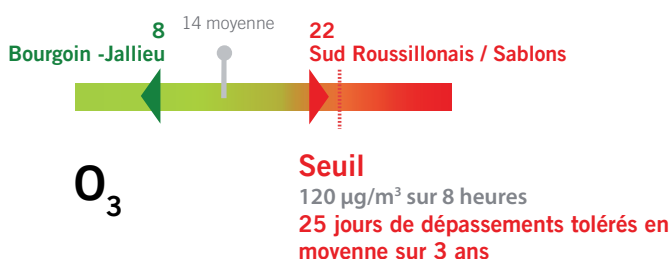 8
Bourgoin -Jallieu
14 moyenne
22
Sud Roussillonais / Sablons
O₃
Seuil
120 µg/m³ sur 8 heures
25 jours de dépassements tolérés en
moyenne sur 3 ans